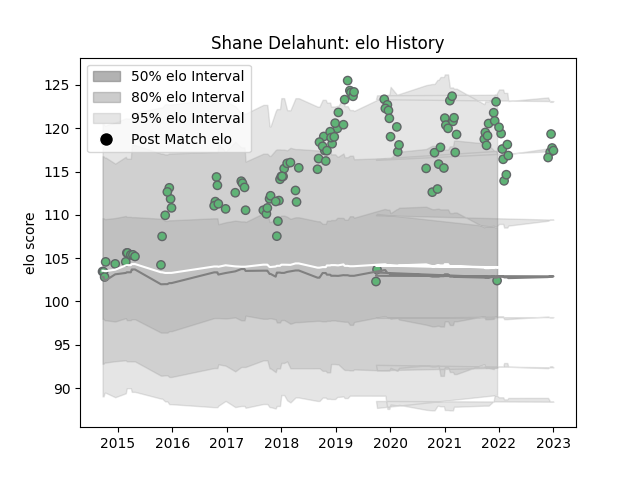 Shane Delahunt: elo History
50% elo Interval
80% elo Interval
95% elo Interval
Post Match elo
elo score
125
120
115
110
105
100
95
90
2015 2016 2017 2018 2019 2020 2021 2022 2023